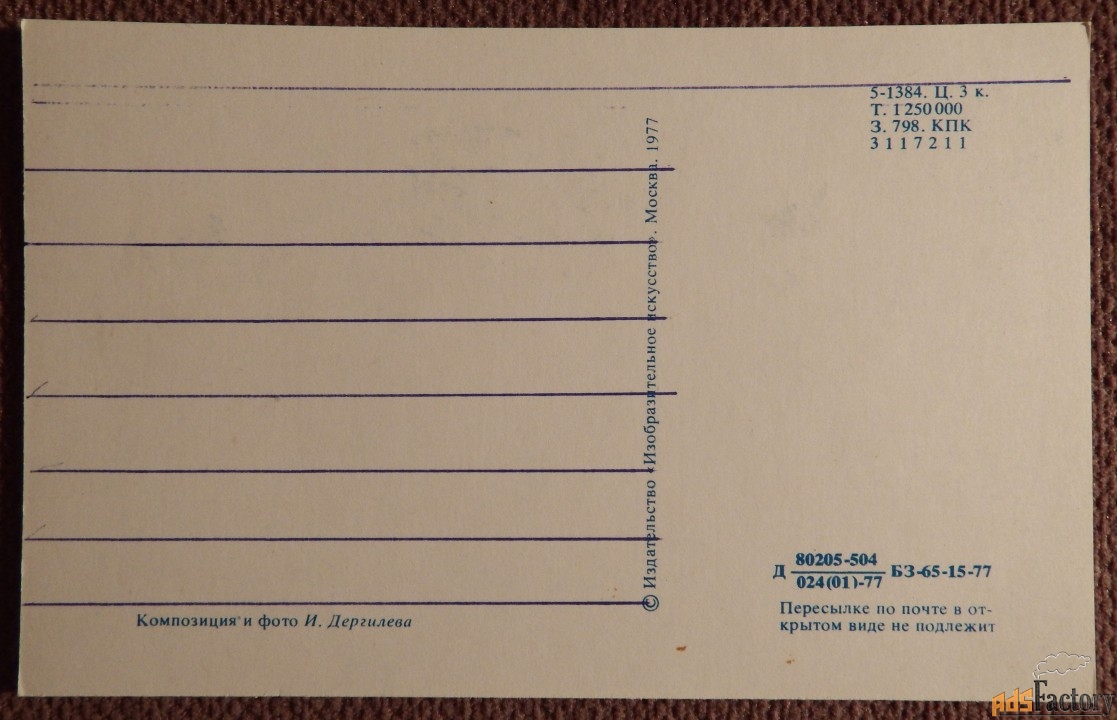 5-1384. Ц. 3 к.
Т. 1 250 000
З. 798. КПК
3 1 1 7 2 1 1
© Издательство «Изобразительное искусство». Москва. 1977
Д 80205-504 / 024(01)-77 БЗ-65-15-77
Пересылке по почте в от-
крытом виде не подлежит
Композиция и фото И. Дергилева
adsFactory